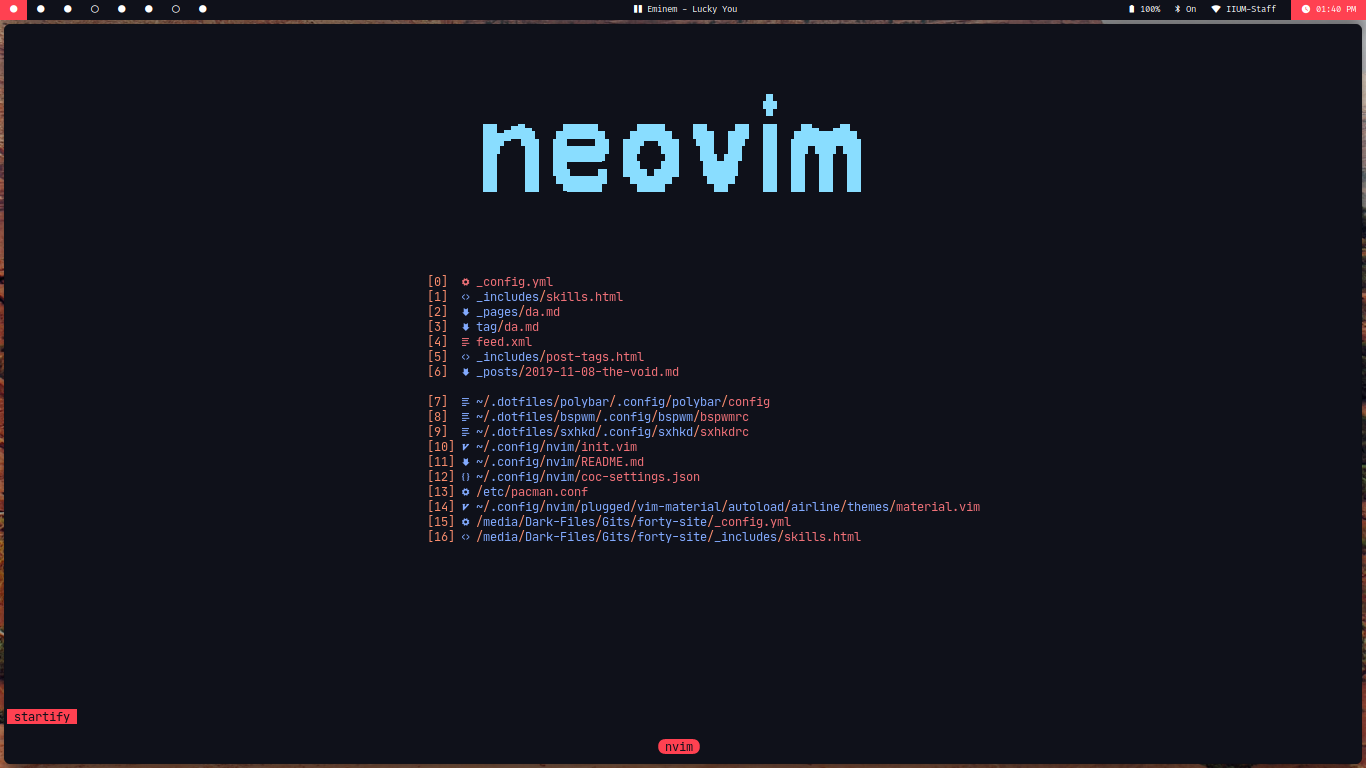 Eminem - Lucky You
100%
On
IIUM-Staff
01:40 PM
neovim
[0] _config.yml
[1] _includes/skills.html
[2] _pages/da.md
[3] tag/da.md
[4] feed.xml
[5] _includes/post-tags.html
[6] _posts/2019-11-08-the-void.md
[7] ~/.dotfiles/polybar/.config/polybar/config
[8] ~/.dotfiles/bspwm/.config/bspwm/bspwmrc
[9] ~/.dotfiles/sxhkd/.config/sxhkd/sxhkdrc
[10] ~/.config/nvim/init.vim
[11] ~/.config/nvim/README.md
[12] ~/.config/nvim/coc-settings.json
[13] /etc/pacman.conf
[14] ~/.config/nvim/plugged/vim-material/autoload/airline/themes/material.vim
[15] /media/Dark-Files/Gits/forty-site/_config.yml
[16] /media/Dark-Files/Gits/forty-site/_includes/skills.html
startify
nvim